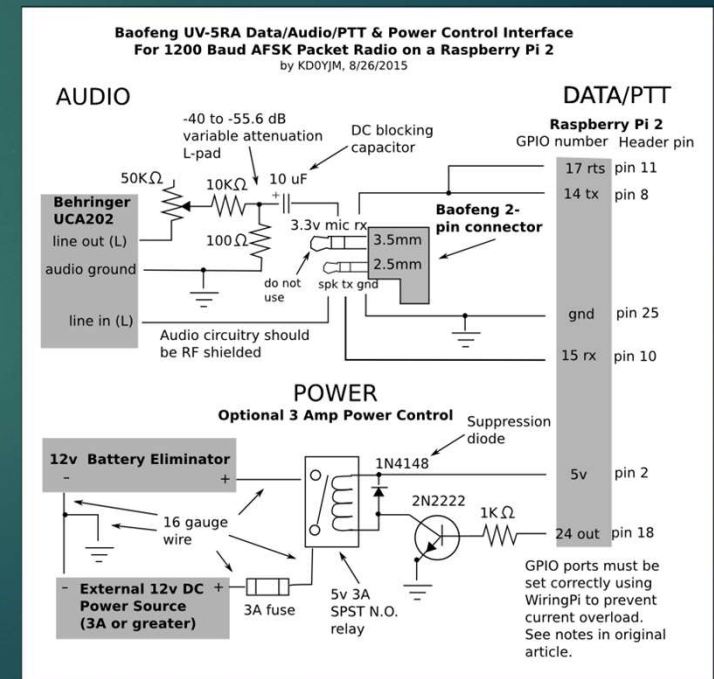 Baofeng UV-5RA Data/Audio/PTT & Power Control Interface
For 1200 Baud AFSK Packet Radio on a Raspberry Pi 2
by KD0YJM, 8/26/2015
AUDIO
DATA/PTT
-40 to -55.6 dB
variable attenuation
L-pad
DC blocking
capacitor
Raspberry Pi 2
GPIO number Header pin
50KΩ
10KΩ
10 uF
+
17 rts pin 11
14 tx pin 8
Behringer
UCA202
line out (L)
audio ground
line in (L)
100Ω
3.3v mic rx
3.5mm
2.5mm
Baofeng 2-
pin connector
do not
use
spk tx gnd
gnd pin 25
Audio circuitry should
be RF shielded
15 rx pin 10
POWER
Optional 3 Amp Power Control
Suppression
diode
12v Battery Eliminator
- +
1N4148
5v pin 2
2N2222
1KΩ
24 out pin 18
16 gauge
wire
- External 12v DC +
Power Source
(3A or greater)
3A fuse
5v 3A
SPST N.O.
relay
GPIO ports must be
set correctly using
WiringPi to prevent
current overload.
See notes in original
article.